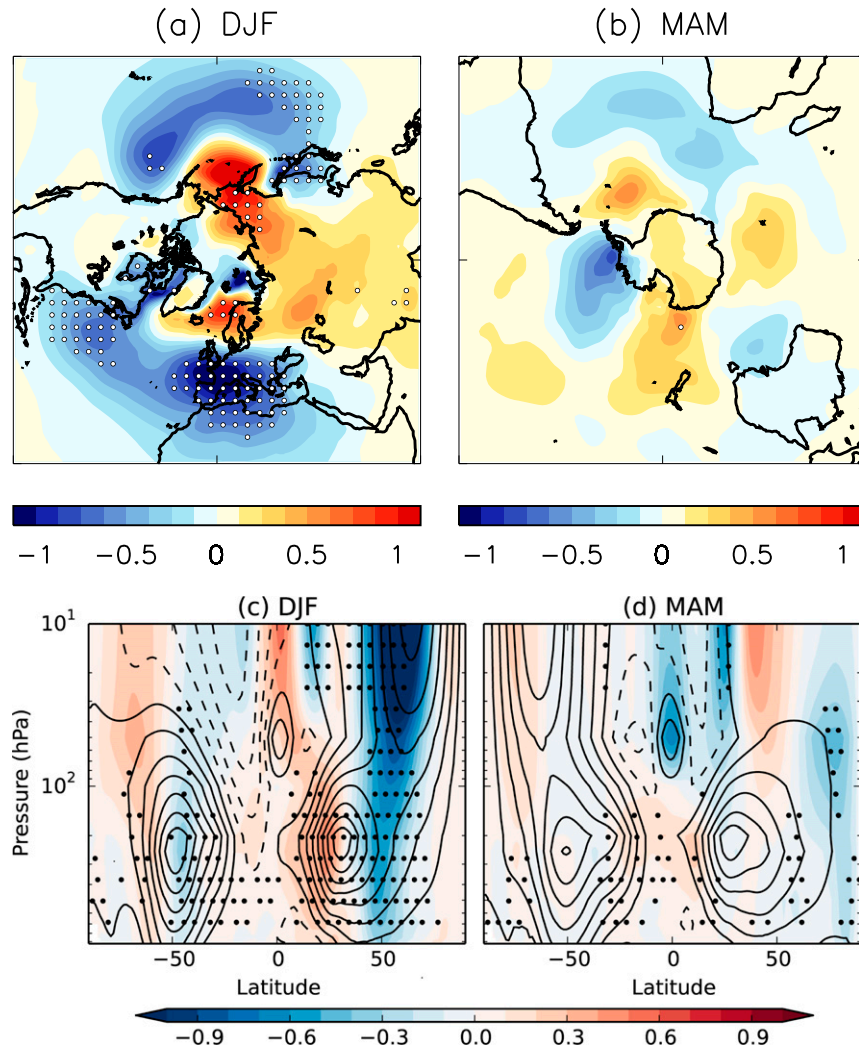 (a) DJF (b) MAM
−1 −0.5 0 0.5 1 −1 −0.5 0 0.5 1
(c) DJF (d) MAM
10¹
10²
Pressure (hPa)
−50 0 50 −50 0 50
Latitude Latitude
−0.9 −0.6 −0.3 0.0 0.3 0.6 0.9